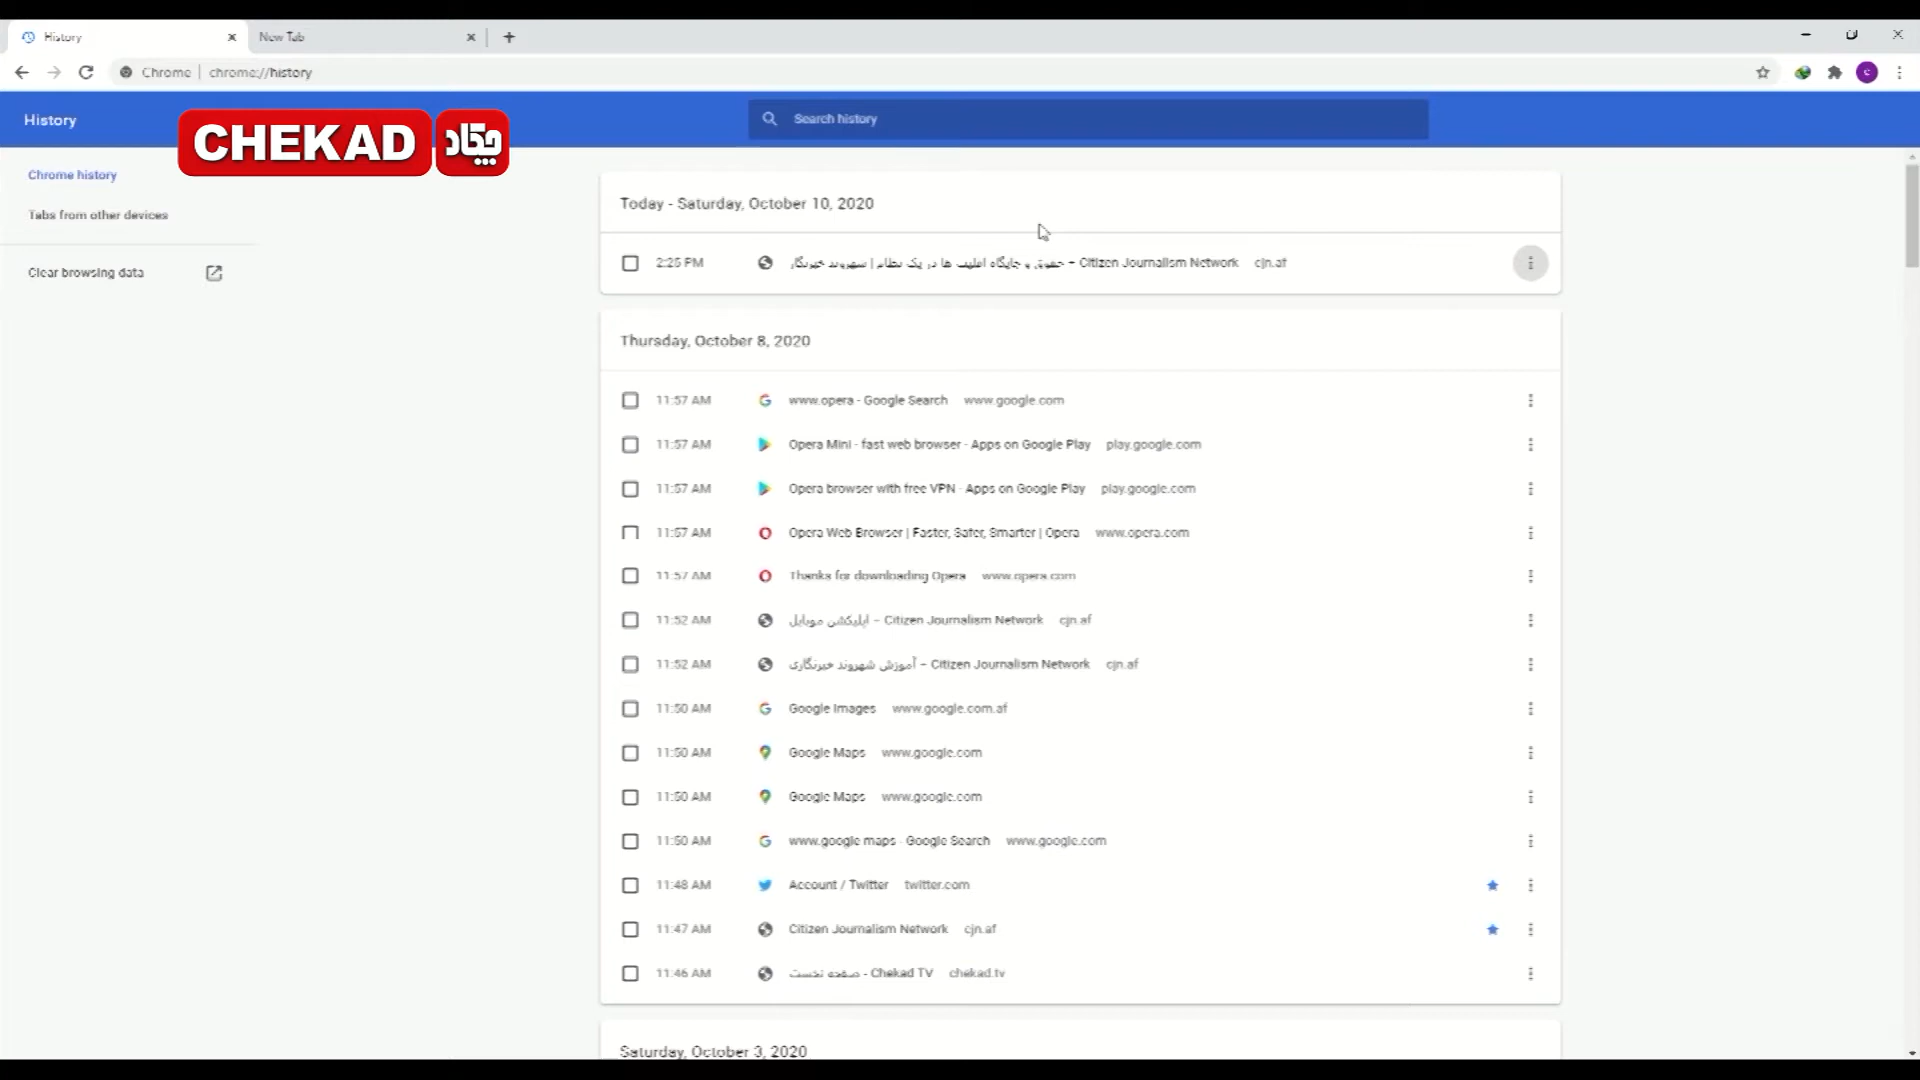 History
New Tab
Chrome | chrome://history
History
CHEKAD چکاد
Search history
Chrome history
Tabs from other devices
Clear browsing data
Today - Saturday, October 10, 2020
2:25 PM حقوق و جایگاه اقلیت ها در یک نظام | شهروند خبرنگار – Citizen Journalism Network cjn.af
Thursday, October 8, 2020
11:57 AM www.opera - Google Search www.google.com
11:57 AM Opera Mini - fast web browser - Apps on Google Play play.google.com
11:57 AM Opera browser with free VPN - Apps on Google Play play.google.com
11:57 AM Opera Web Browser | Faster, Safer, Smarter | Opera www.opera.com
11:57 AM Thanks for downloading Opera www.opera.com
11:52 AM اپلیکشن موبایل – Citizen Journalism Network cjn.af
11:52 AM آموزش شهروند خبرنگاری – Citizen Journalism Network cjn.af
11:50 AM Google Images www.google.com.af
11:50 AM Google Maps www.google.com
11:50 AM Google Maps www.google.com
11:50 AM www.google maps - Google Search www.google.com
11:48 AM Account / Twitter twitter.com
11:47 AM Citizen Journalism Network cjn.af
11:46 AM صفحه نخست - Chekad TV chekad.tv
Saturday, October 3, 2020